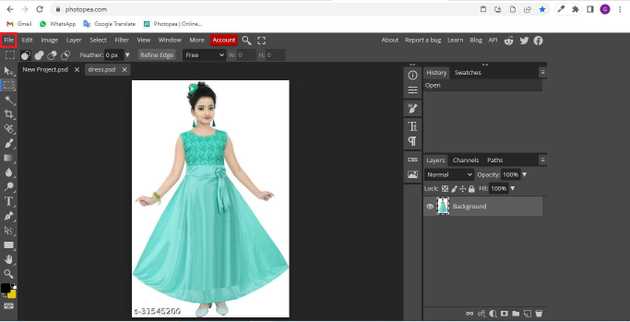 photopea.com
Gmail WhatsApp Google Translate Photopea | Online...
File Edit Image Layer Select Filter View Window More Account About Report a bug Learn Blog API
Feather: 0 px Refine Edge Free W: 0 H: 0
New Project.psd dress.psd
History Swatches
Open
Layers Channels Paths
Normal Opacity: 100%
Lock: Fill: 100%
Background
s-33545200